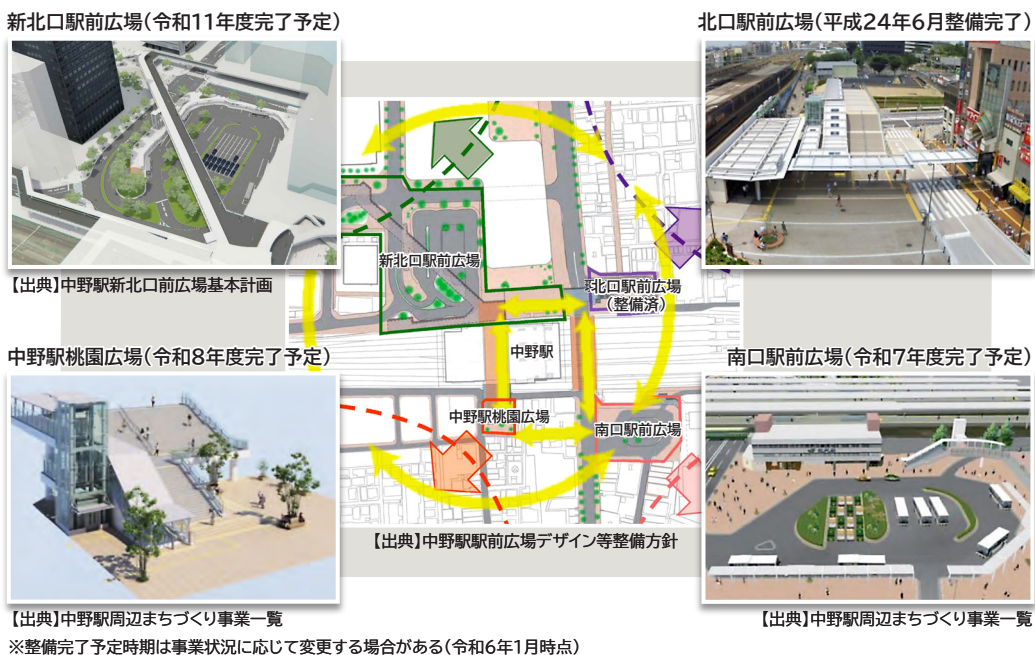 新北口駅前広場(令和11年度完了予定)
北口駅前広場(平成24年6月整備完了)
新北口駅前広場
北口駅前広場
(整備済)
【出典】中野駅新北口前広場基本計画
中野駅桃園広場(令和8年度完了予定)
中野駅
南口駅前広場(令和7年度完了予定)
中野駅桃園広場
南口駅前広場
【出典】中野駅駅前広場デザイン等整備方針
【出典】中野駅周辺まちづくり事業一覧
【出典】中野駅周辺まちづくり事業一覧
※整備完了予定時期は事業状況に応じて変更する場合がある(令和6年1月時点)